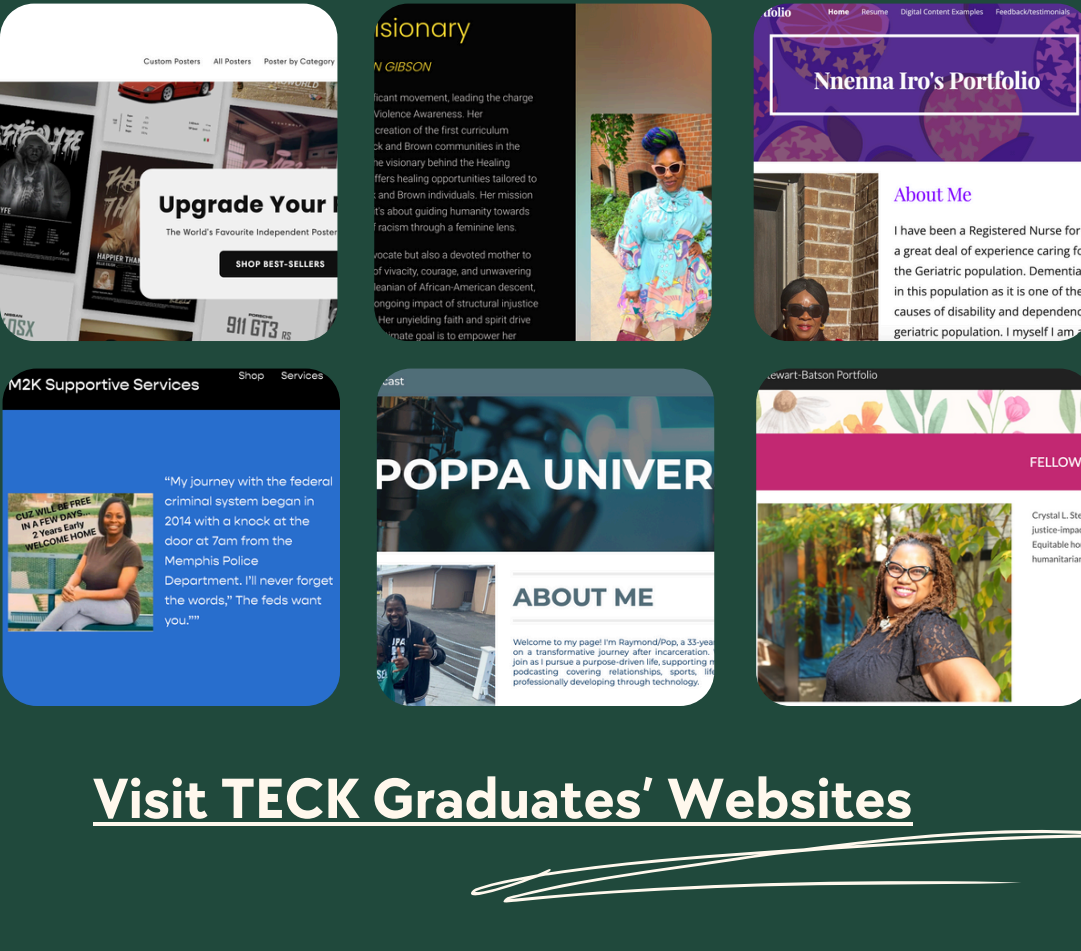 Custom Posters All Posters Poster by Category
HAPPIER THAN
Upgrade Your
The World's Favourite Independent Poster
SHOP BEST-SELLERS
NISSAN
PORSCHE
911 GT3 RS
isionary
N GIBSON
ficant movement, leading the charge
Violence Awareness. Her
creation of the first curriculum
ck and Brown communities in the
he visionary behind the Healing
offers healing opportunities tailored to
k and Brown individuals. Her mission
it's about guiding humanity towards
f racism through a feminine lens.
vocate but also a devoted mother to
of vivacity, courage, and unwavering
leanian of African-American descent,
ongoing impact of structural injustice
Her unyielding faith and spirit drive
timate goal is to empower her
tfolio Home Resume Digital Content Examples Feedback/testimonials
Nnenna Iro's Portfolio
About Me
I have been a Registered Nurse for
a great deal of experience caring fo
the Geriatric population. Dementia
in this population as it is one of the
causes of disability and dependenc
geriatric population. I myself I am a
M2K Supportive Services Shop Services
CUZ WILL BE FREE
IN A FEW DAYS...
2 Years Early
WELCOME HOME
“My journey with the federal
criminal system began in
2014 with a knock at the
door at 7am from the
Memphis Police
Department. I’ll never forget
the words,” The feds want
you.””
cast
POPPA UNIVER
ABOUT ME
Welcome to my page! I'm Raymond/Pop, a 33-year
on a transformative journey after incarceration.
join as I pursue a purpose-driven life, supporting m
podcasting covering relationships, sports, life
professionally developing through technology.
tewart-Batson Portfolio
FELLOW
Crystal L. Ste
justice-impac
Equitable hou
humanitarian
Visit TECK Graduates’ Websites